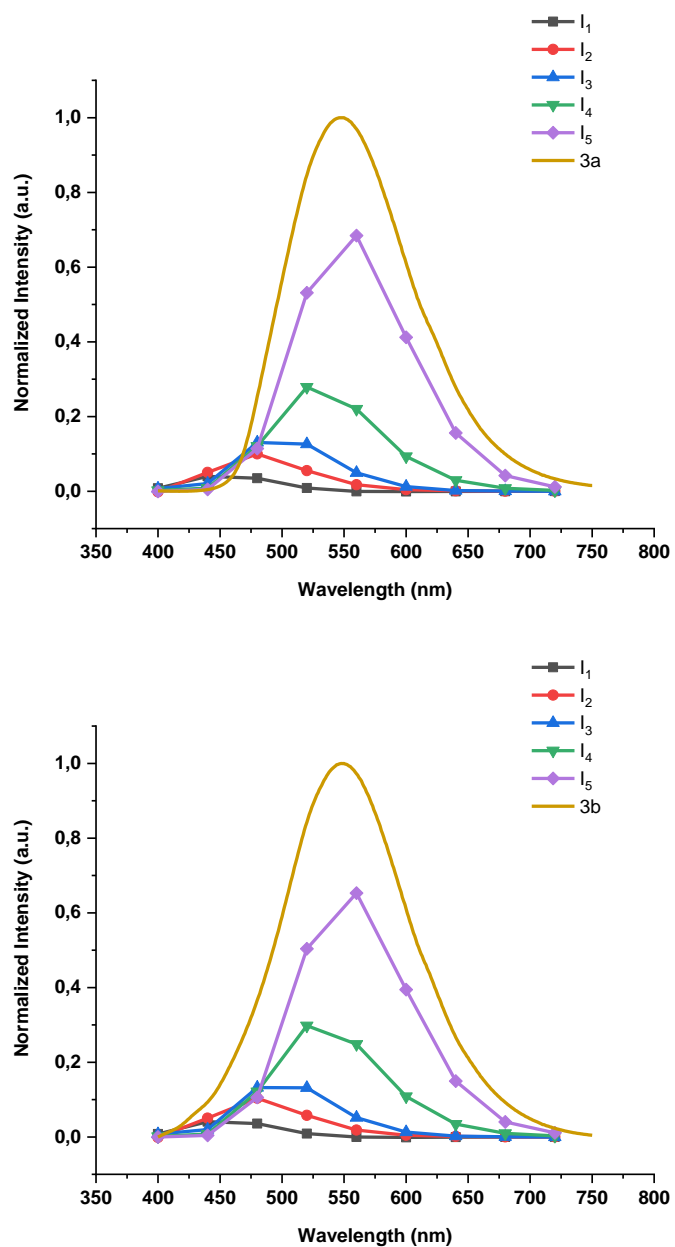 I1
I2
I3
I4
I5
3a
Normalized Intensity (a.u.)
1,0
0,8
0,6
0,4
0,2
0,0
350 400 450 500 550 600 650 700 750 800
Wavelength (nm)
I1
I2
I3
I4
I5
3b
Normalized Intensity (a.u.)
1,0
0,8
0,6
0,4
0,2
0,0
350 400 450 500 550 600 650 700 750 800
Wavelength (nm)